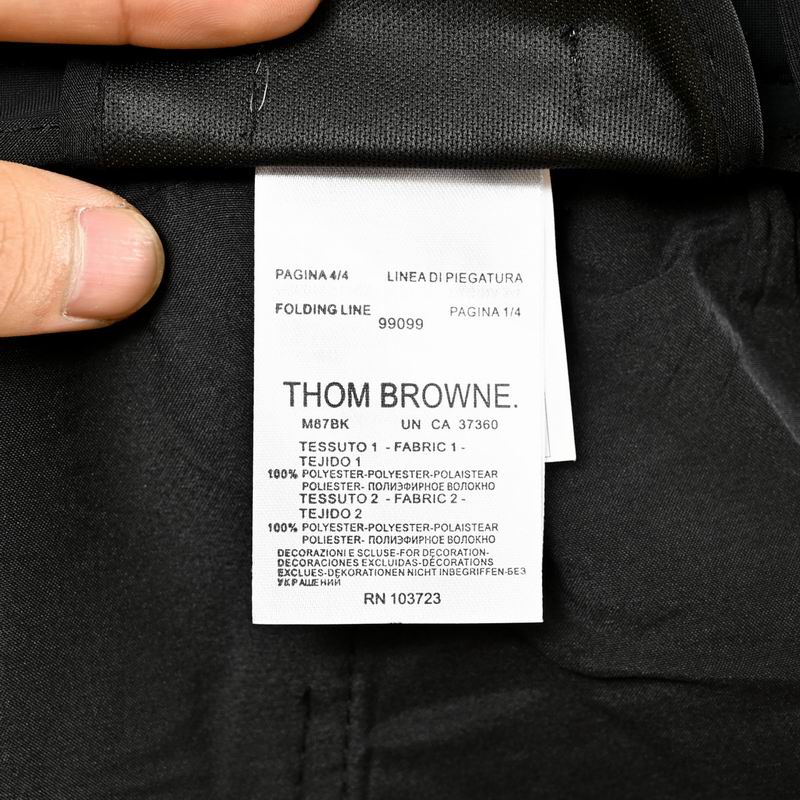 PAGINA 4/4 LINEA DI PIEGATURA
FOLDING LINE PAGINA 1/4
99099
THOM BROWNE.
M87BK UN CA 37360
TESSUTO 1 - FABRIC 1 -
TEJIDO 1
100% POLYESTER-POLYESTER-POLAISTEAR
POLIESTER- ПОЛИЭФИРНОЕ ВОЛОКНО
TESSUTO 2 - FABRIC 2 -
TEJIDO 2
100% POLYESTER-POLYESTER-POLAISTEAR
POLIESTER- ПОЛИЭФИРНОЕ ВОЛОКНО
DECORAZIONI E SCLUSE-FOR DECORATION-
DECORACIONES EXCLUIDAS-DÉCORATIONS
EXCLUES-DEKORATIONEN NICHT INBEGRIFFEN-БЕЗ
УКРАШЕНИЙ
RN 103723